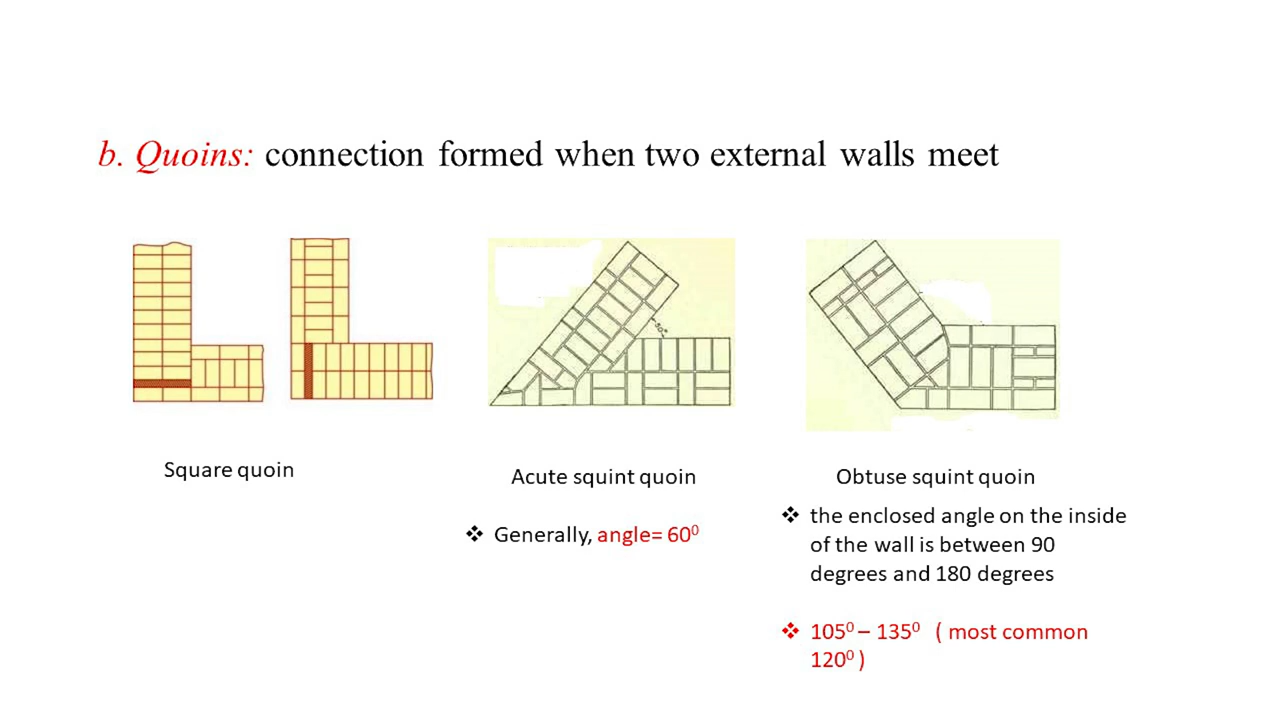 b. Quoins: connection formed when two external walls meet
Square quoin
Acute squint quoin
❖ Generally, angle= 60⁰
Obtuse squint quoin
❖ the enclosed angle on the inside
of the wall is between 90
degrees and 180 degrees
❖ 105⁰ – 135⁰ ( most common
120⁰ )